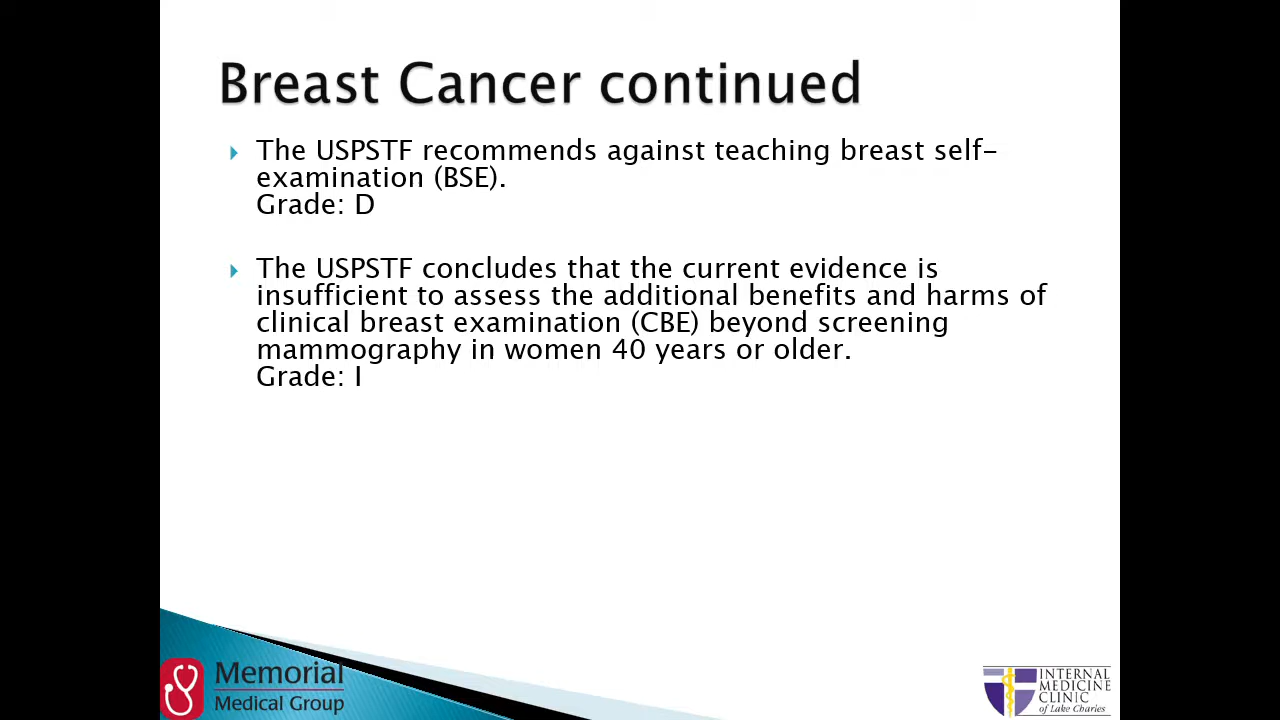 Breast Cancer continued
The USPSTF recommends against teaching breast self-
examination (BSE).
Grade: D
The USPSTF concludes that the current evidence is
insufficient to assess the additional benefits and harms of
clinical breast examination (CBE) beyond screening
mammography in women 40 years or older.
Grade: I
Memorial
Medical Group
INTERNAL
MEDICINE
CLINIC
of Lake Charles